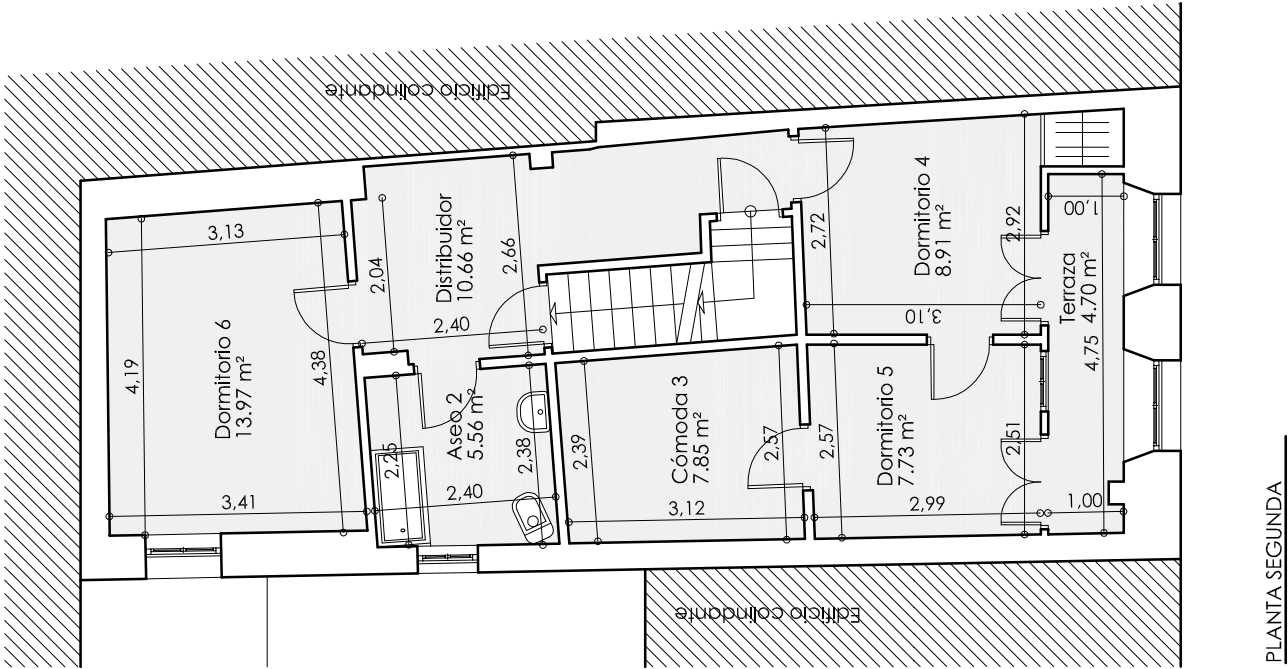 Edificio colindante
3,13
4,19
4,38
Dormitorio 6
13.97 m²
3,41
2,04
Distribuidor
10.66 m²
2,66
2,40
2,25
Aseo 2
5.56 m²
2,38
2,40
2,39
Cómoda 3
7.85 m²
2,57
3,12
2,72
Dormitorio 4
8.91 m²
2,92
3,10
2,57
Dormitorio 5
7.73 m²
2,51
2,99
1,00
Terraza
4.70 m²
4,75
1,00
Edificio colindante
PLANTA SEGUNDA